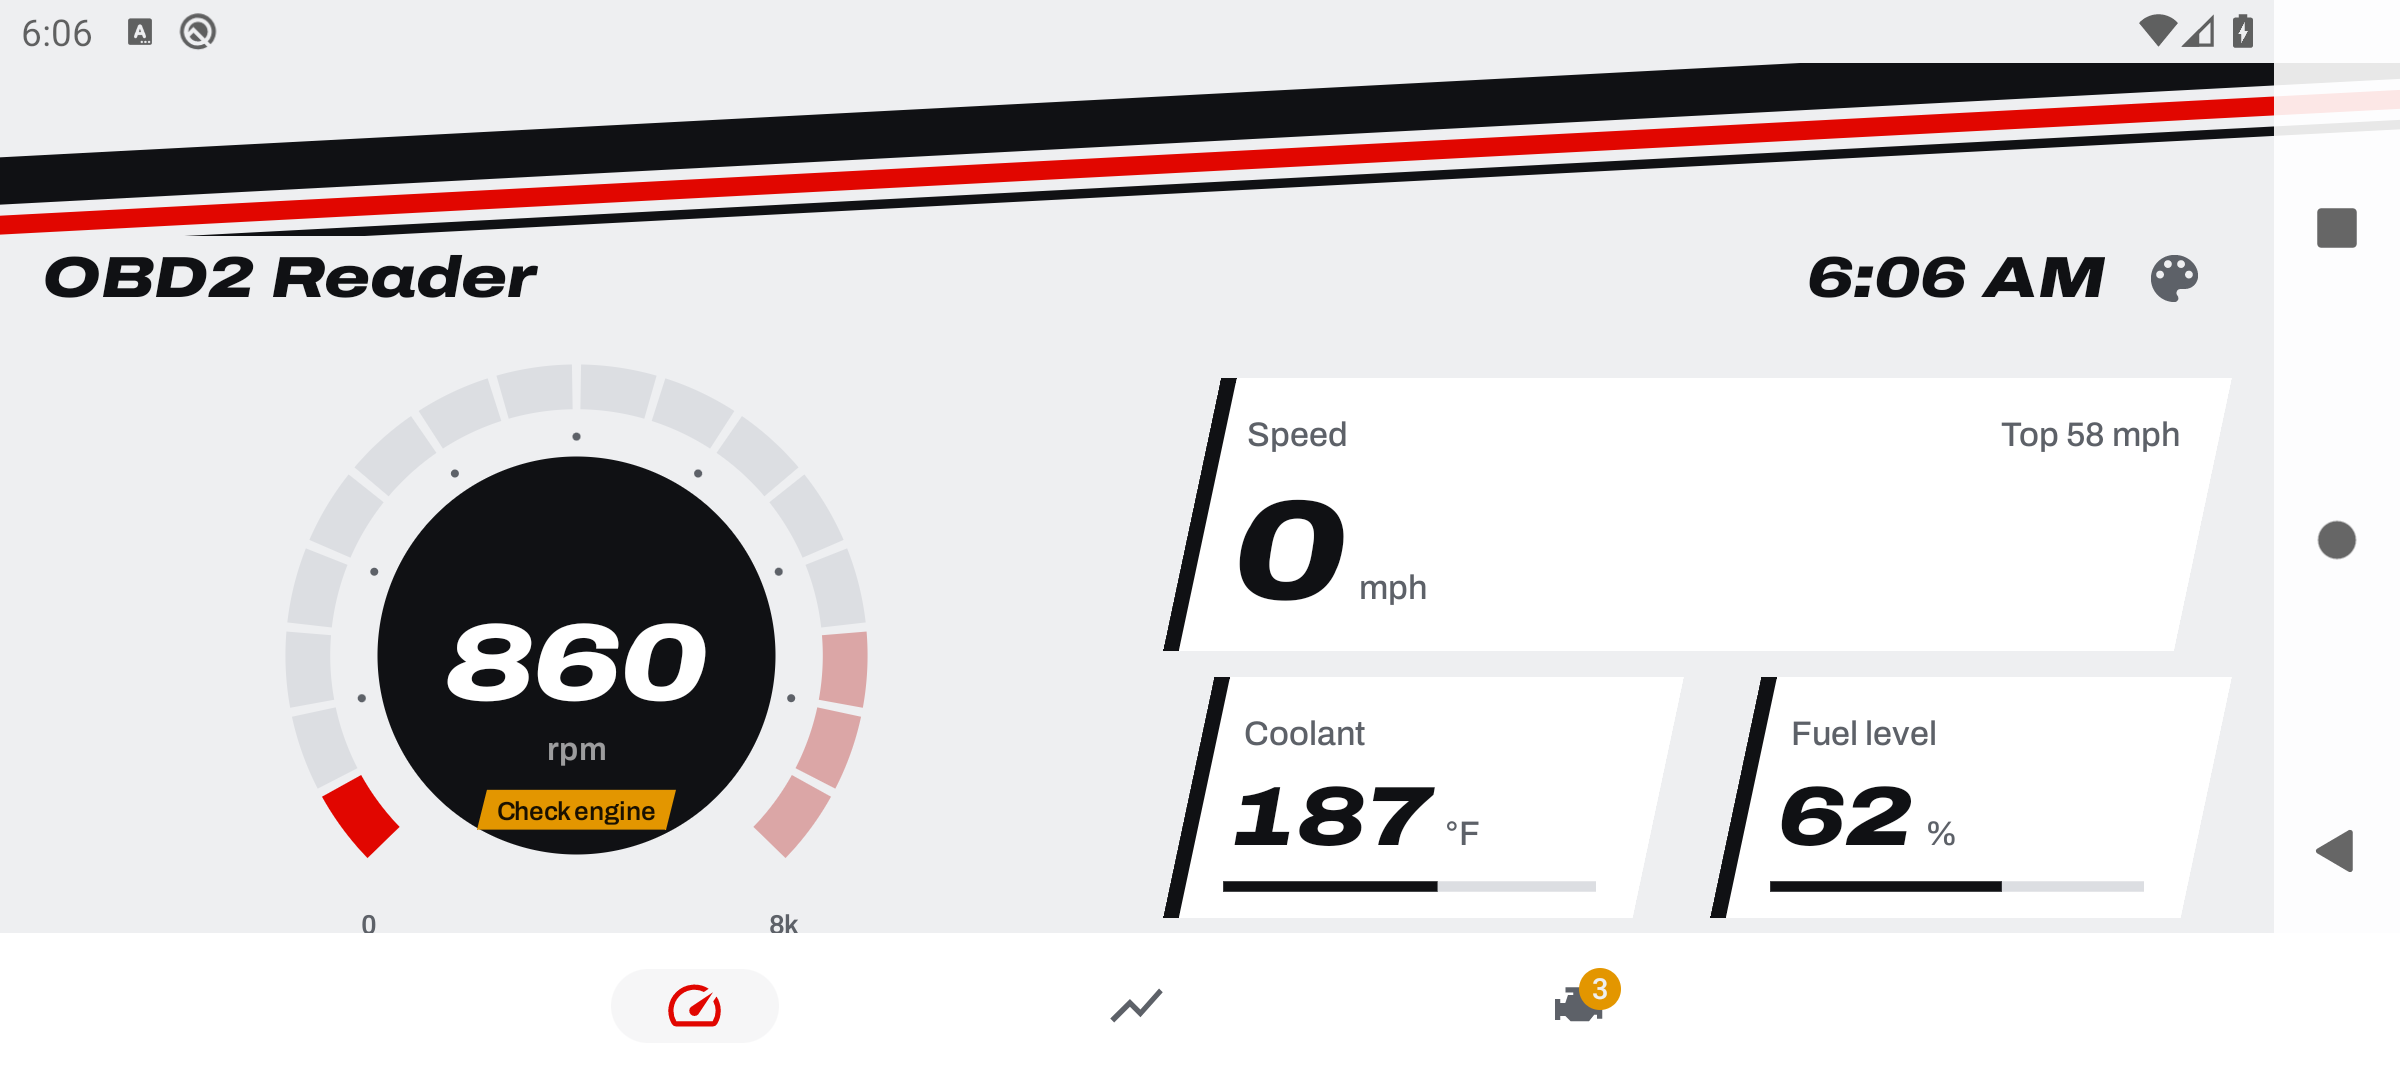 6:06
A
OBD2 Reader
6:06 AM
Speed
Top 58 mph
0 mph
860
rpm
Check engine
0
8k
Coolant
187 °F
Fuel level
62 %
3